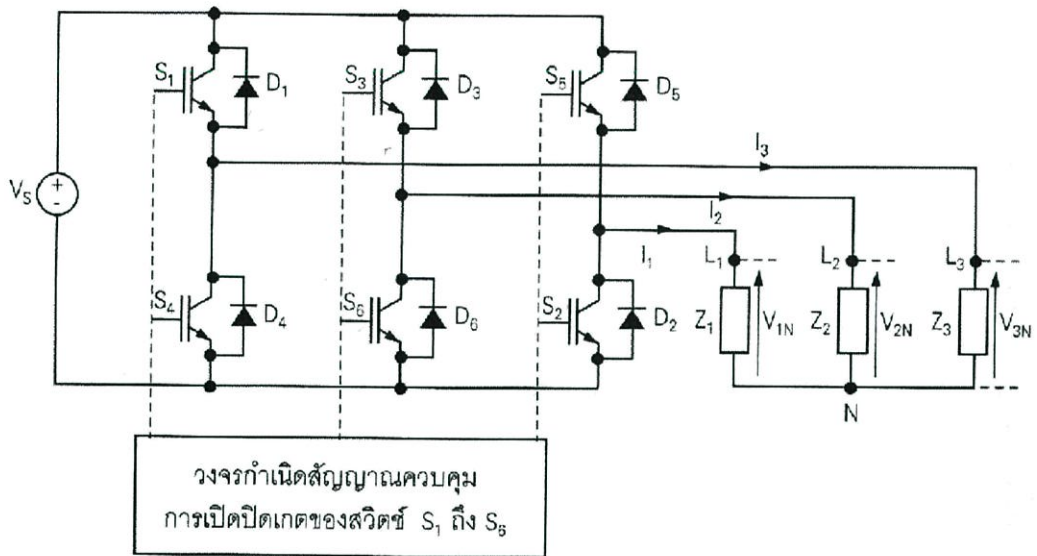 S1 D1 S3 D3 S5 D5
I3
VS + -
I2
I1 L1 L2 L3
S4 D4 S6 D6 S2 D2
Z1 V1N Z2 V2N Z3 V3N
N
วงจรกำเนิดสัญญาณควบคุม
การเปิดปิดเกตของสวิตช์ S1 ถึง S6